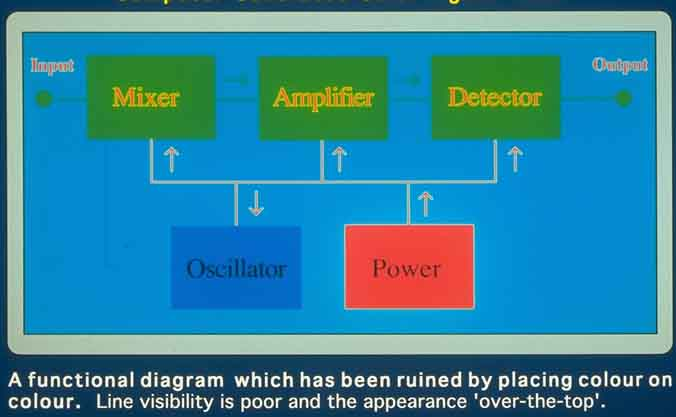 Input
Output
Mixer
Amplifier
Detector
Oscillator
Power
A functional diagram which has been ruined by placing colour on
colour. Line visibility is poor and the appearance 'over-the-top'.